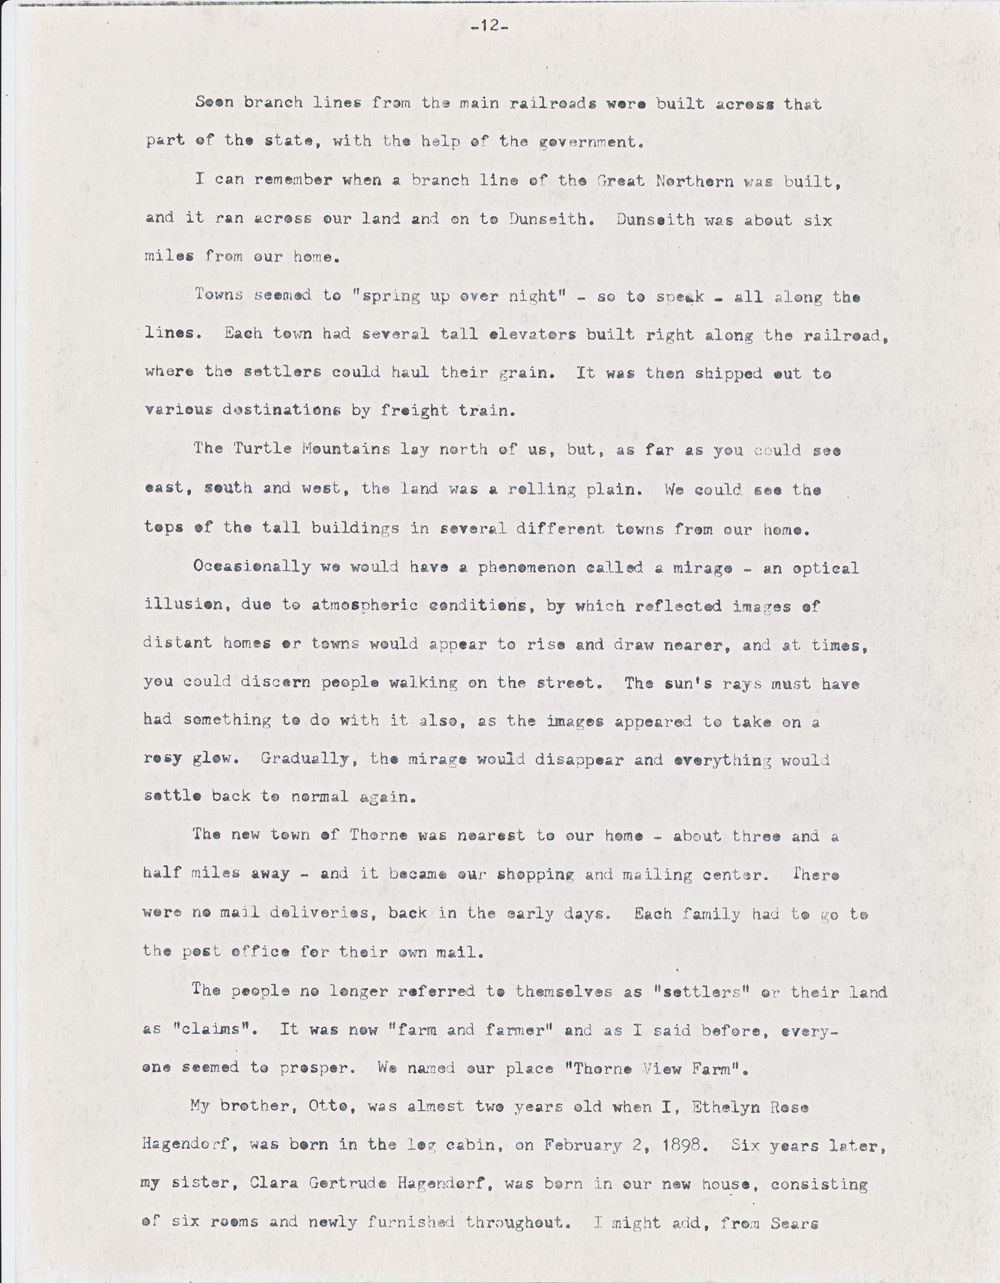 -12-
Soon branch lines from the main railroads were built across that
part of the state, with the help of the government.
I can remember when a branch line of the Great Northern was built,
and it ran across our land and on to Dunseith. Dunseith was about six
miles from our home.
Towns seemed to "spring up over night" - so to speak - all along the
lines. Each town had several tall elevators built right along the railroad,
where the settlers could haul their grain. It was then shipped out to
various destinations by freight train.
The Turtle Mountains lay north of us, but, as far as you could see
east, south and west, the land was a rolling plain. We could see the
tops of the tall buildings in several different towns from our home.
Occasionally we would have a phenomenon called a mirage - an optical
illusion, due to atmospheric conditions, by which reflected images of
distant homes or towns would appear to rise and draw nearer, and at times,
you could discern people walking on the street. The sun's rays must have
had something to do with it also, as the images appeared to take on a
rosy glow. Gradually, the mirage would disappear and everything would
settle back to normal again.
The new town of Thorne was nearest to our home - about three and a
half miles away - and it became our shopping and mailing center. There
were no mail deliveries, back in the early days. Each family had to go to
the post office for their own mail.
The people no longer referred to themselves as "settlers" or their land
as "claims". It was now "farm and farmer" and as I said before, every-
one seemed to prosper. We named our place "Thorne View Farm".
My brother, Otto, was almost two years old when I, Ethelyn Rose
Hagendorf, was born in the log cabin, on February 2, 1898. Six years later,
my sister, Clara Gertrude Hagendorf, was born in our new house, consisting
of six rooms and newly furnished throughout. I might add, from Sears